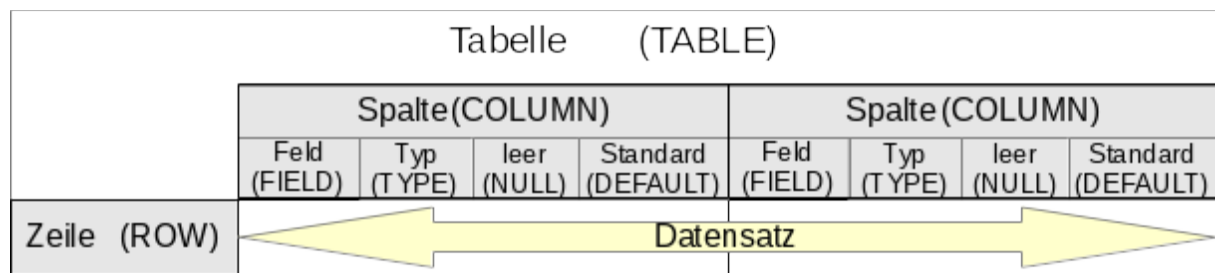 Tabelle (TABLE)
Spalte (COLUMN) Spalte (COLUMN)
Feld Typ leer Standard Feld Typ leer Standard
(FIELD) (TYPE) (NULL) (DEFAULT) (FIELD) (TYPE) (NULL) (DEFAULT)
Zeile (ROW) Datensatz